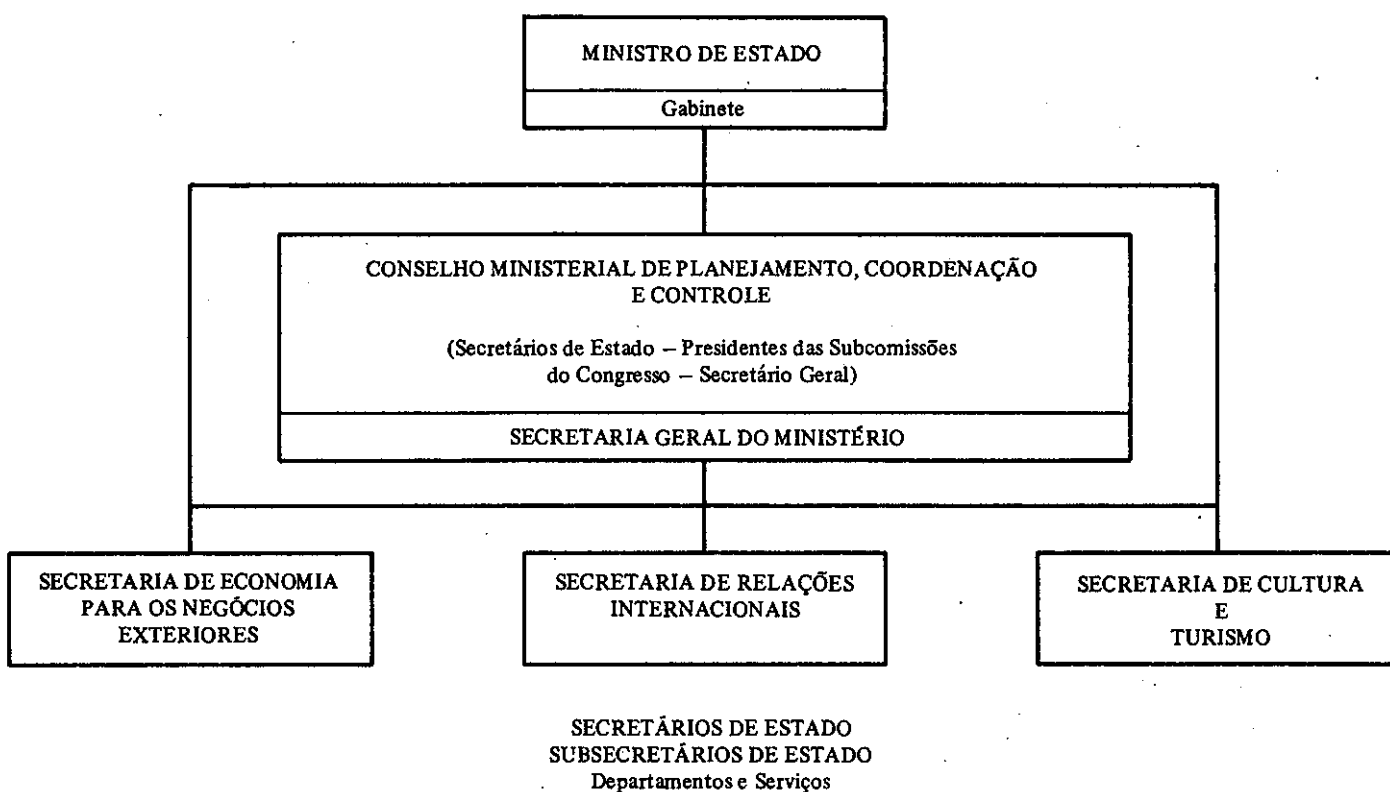 MINISTRO DE ESTADO
Gabinete
CONSELHO MINISTERIAL DE PLANEJAMENTO, COORDENAÇÃO
E CONTROLE
(Secretários de Estado – Presidentes das Subcomissões
do Congresso – Secretário Geral)
SECRETARIA GERAL DO MINISTÉRIO
SECRETARIA DE ECONOMIA
PARA OS NEGÓCIOS
EXTERIORES
SECRETARIA DE RELAÇÕES
INTERNACIONAIS
SECRETARIA DE CULTURA
E
TURISMO
SECRETÁRIOS DE ESTADO
SUBSECRETÁRIOS DE ESTADO
Departamentos e Serviços